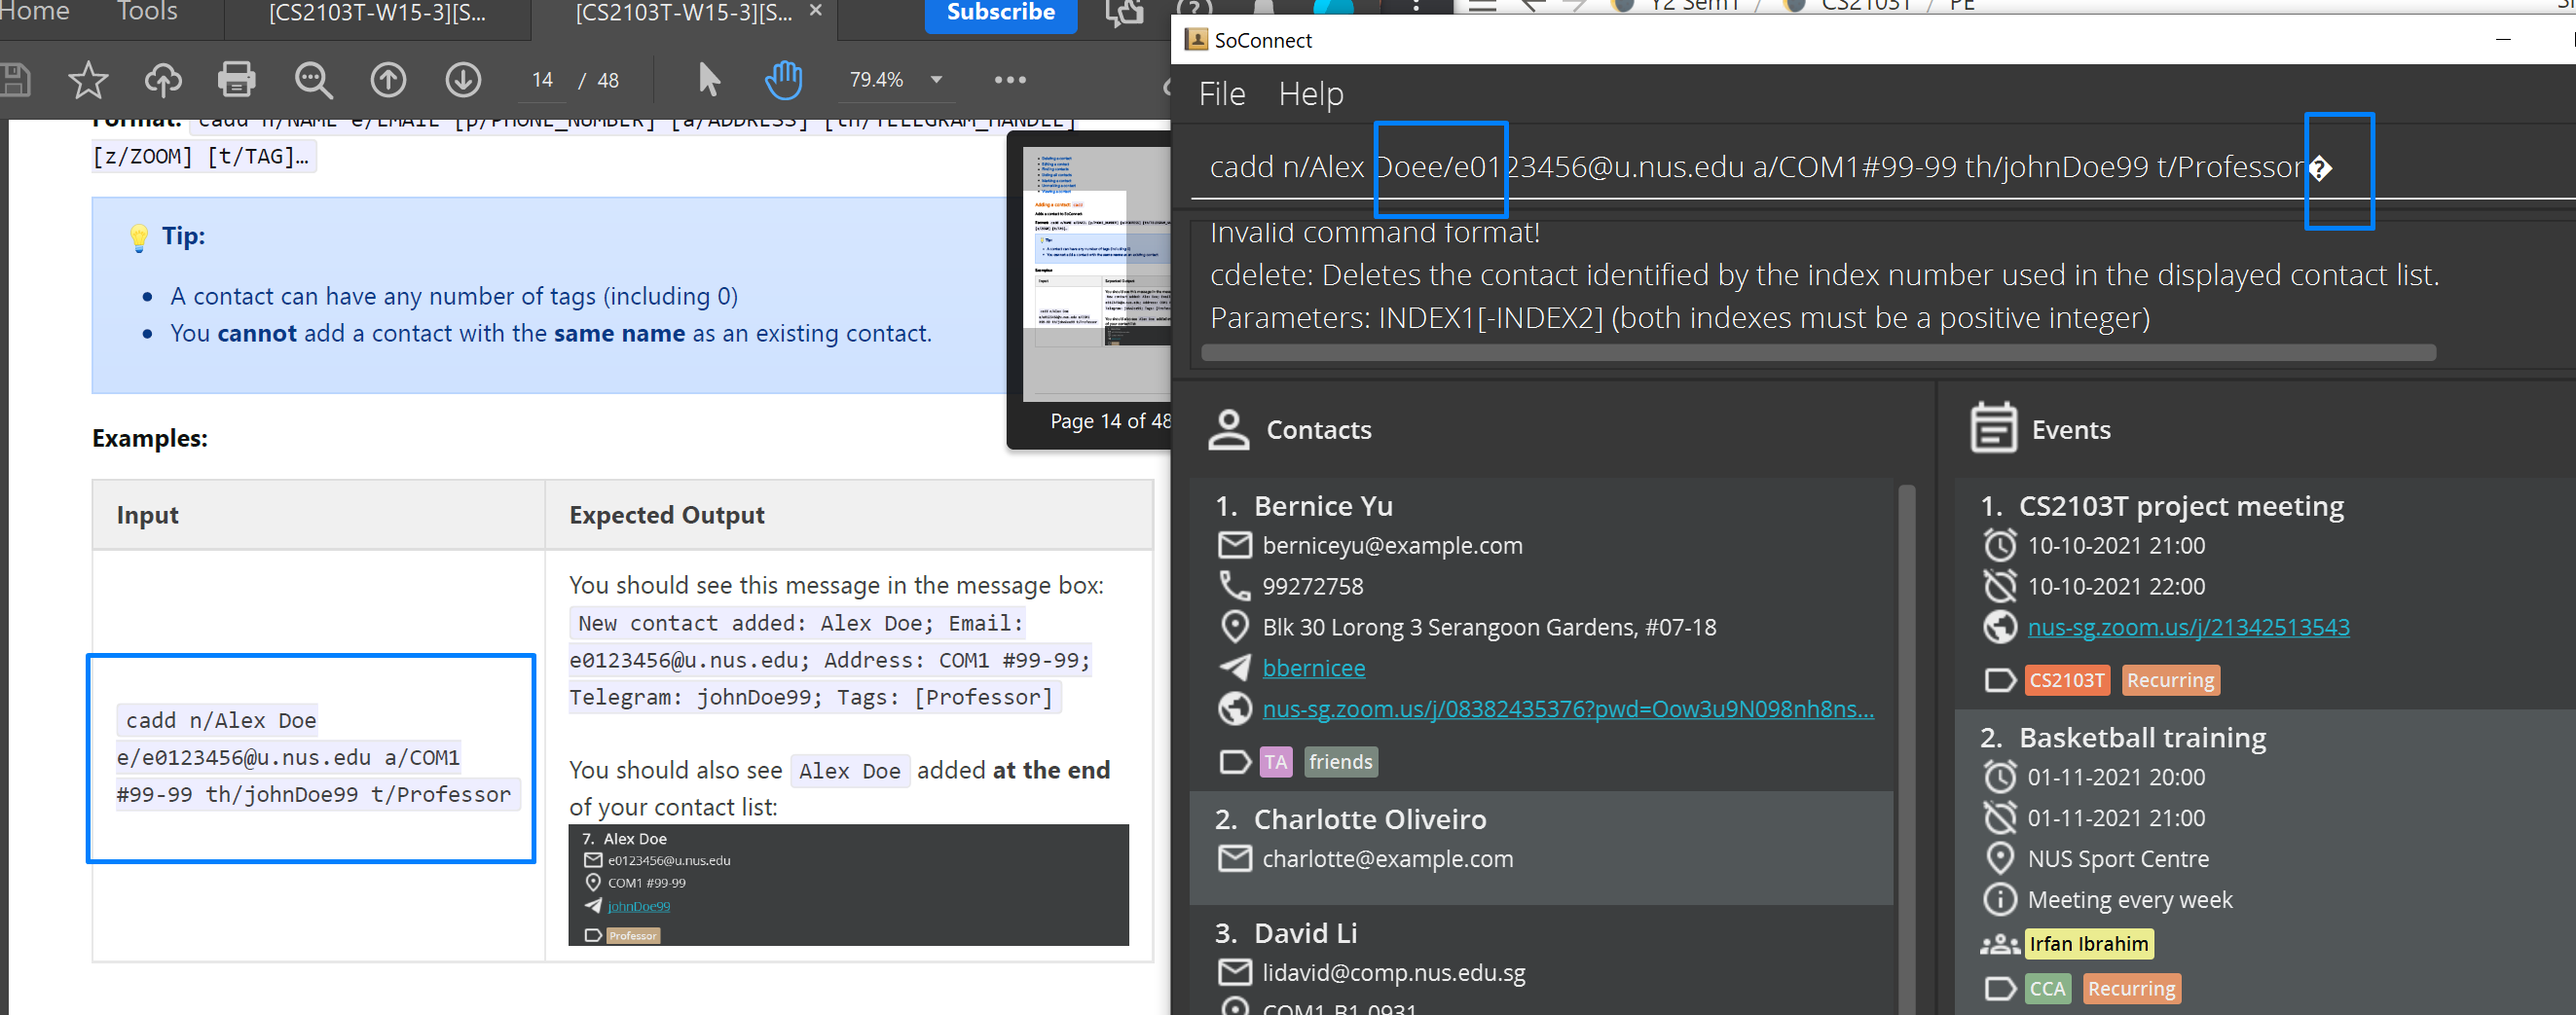 Home Tools [CS2103T-W15-3][S... [CS2103T-W15-3][S... × Subscribe
14 / 48 79.4%
Format: cadd n/NAME e/EMAIL [p/PHONE_NUMBER] [a/ADDRESS] [th/TELEGRAM_HANDLE]
[z/ZOOM] [t/TAG]…
Tip:
• A contact can have any number of tags (including 0)
• You cannot add a contact with the same name as an existing contact.
Page 14 of 48
Examples:
Input Expected Output
cadd n/Alex Doe
e/e0123456@u.nus.edu a/COM1
#99-99 th/johnDoe99 t/Professor
You should see this message in the message box:
New contact added: Alex Doe; Email:
e0123456@u.nus.edu; Address: COM1 #99-99;
Telegram: johnDoe99; Tags: [Professor]
You should also see Alex Doe added at the end
of your contact list:
7. Alex Doe
e0123456@u.nus.edu
COM1 #99-99
johnDoe99
Professor
Y2 Sem1 / CS2103T / PE
SoConnect
File Help
cadd n/Alex Doee/e0123456@u.nus.edu a/COM1#99-99 th/johnDoe99 t/Professor�
Invalid command format!
cdelete: Deletes the contact identified by the index number used in the displayed contact list.
Parameters: INDEX1[-INDEX2] (both indexes must be a positive integer)
Contacts
1. Bernice Yu
berniceyu@example.com
99272758
Blk 30 Lorong 3 Serangoon Gardens, #07-18
bbernicee
nus-sg.zoom.us/j/08382435376?pwd=Oow3u9N098nh8ns...
TA friends
2. Charlotte Oliveiro
charlotte@example.com
3. David Li
lidavid@comp.nus.edu.sg
COM1-B1-0931
Events
1. CS2103T project meeting
10-10-2021 21:00
10-10-2021 22:00
nus-sg.zoom.us/j/21342513543
CS2103T Recurring
2. Basketball training
01-11-2021 20:00
01-11-2021 21:00
NUS Sport Centre
Meeting every week
Irfan Ibrahim
CCA Recurring